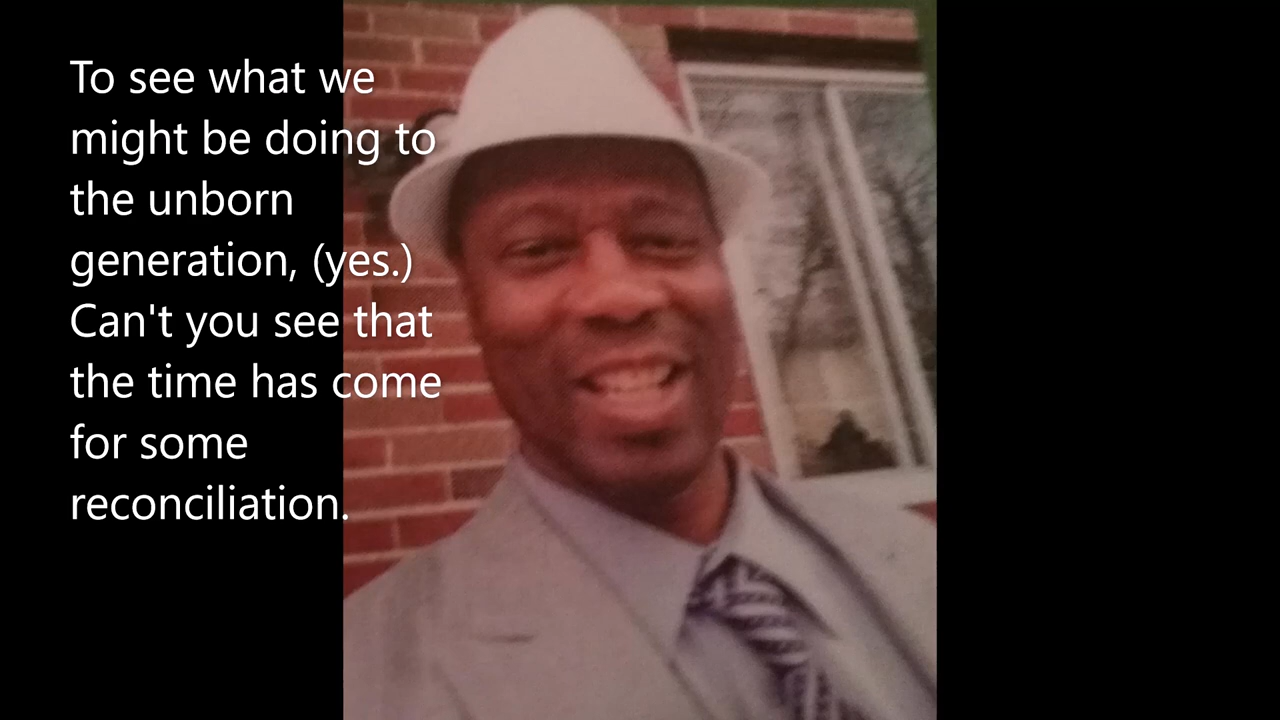 To see what we
might be doing to
the unborn
generation, (yes.)
Can't you see that
the time has come
for some
reconciliation.